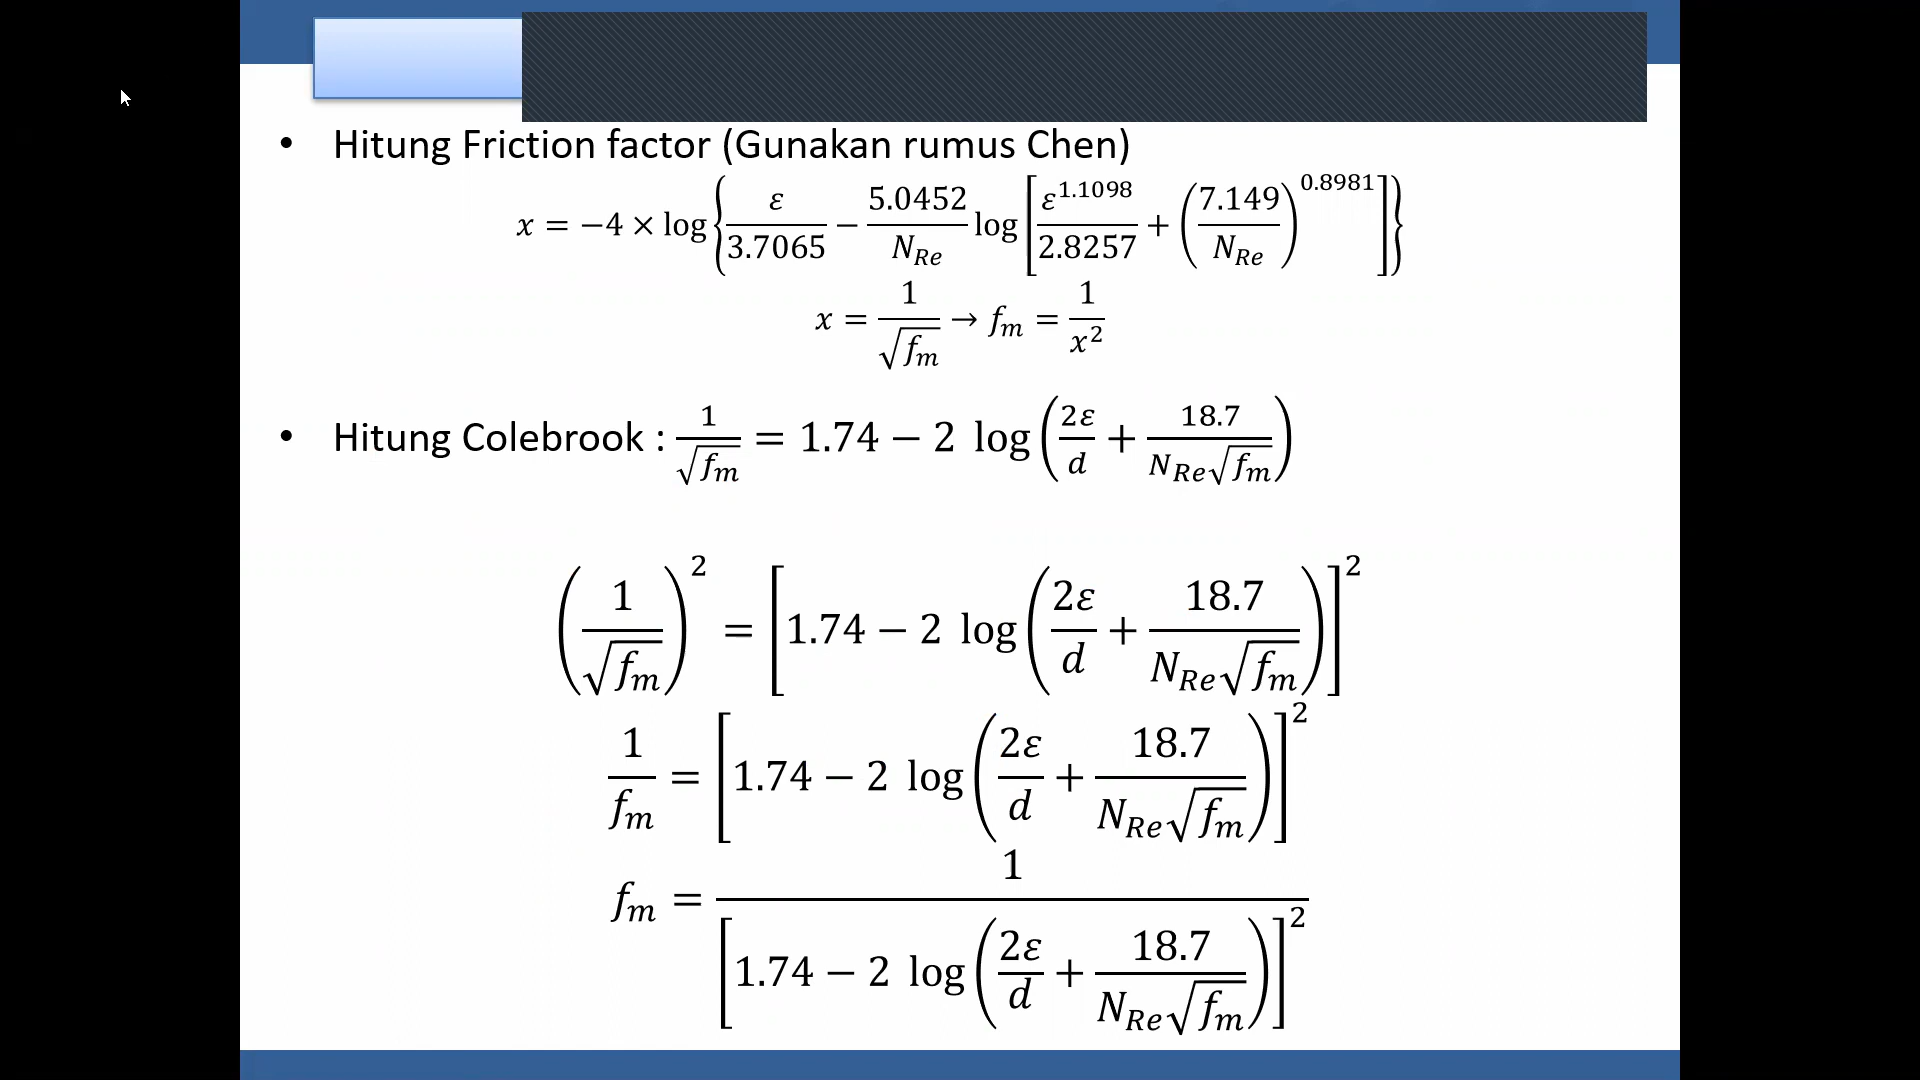 • Hitung Friction factor (Gunakan rumus Chen)
x = −4 × log{ε/3.7065 − 5.0452/N_Re log[ε^1.1098/2.8257 + (7.149/N_Re)^0.8981]}
x = 1/√f_m → f_m = 1/x²
• Hitung Colebrook : 1/√f_m = 1.74 − 2 log(2ε/d + 18.7/(N_Re√f_m))
(1/√f_m)² = [1.74 − 2 log(2ε/d + 18.7/(N_Re√f_m))]²
1/f_m = [1.74 − 2 log(2ε/d + 18.7/(N_Re√f_m))]²
f_m = 1/[1.74 − 2 log(2ε/d + 18.7/(N_Re√f_m))]²